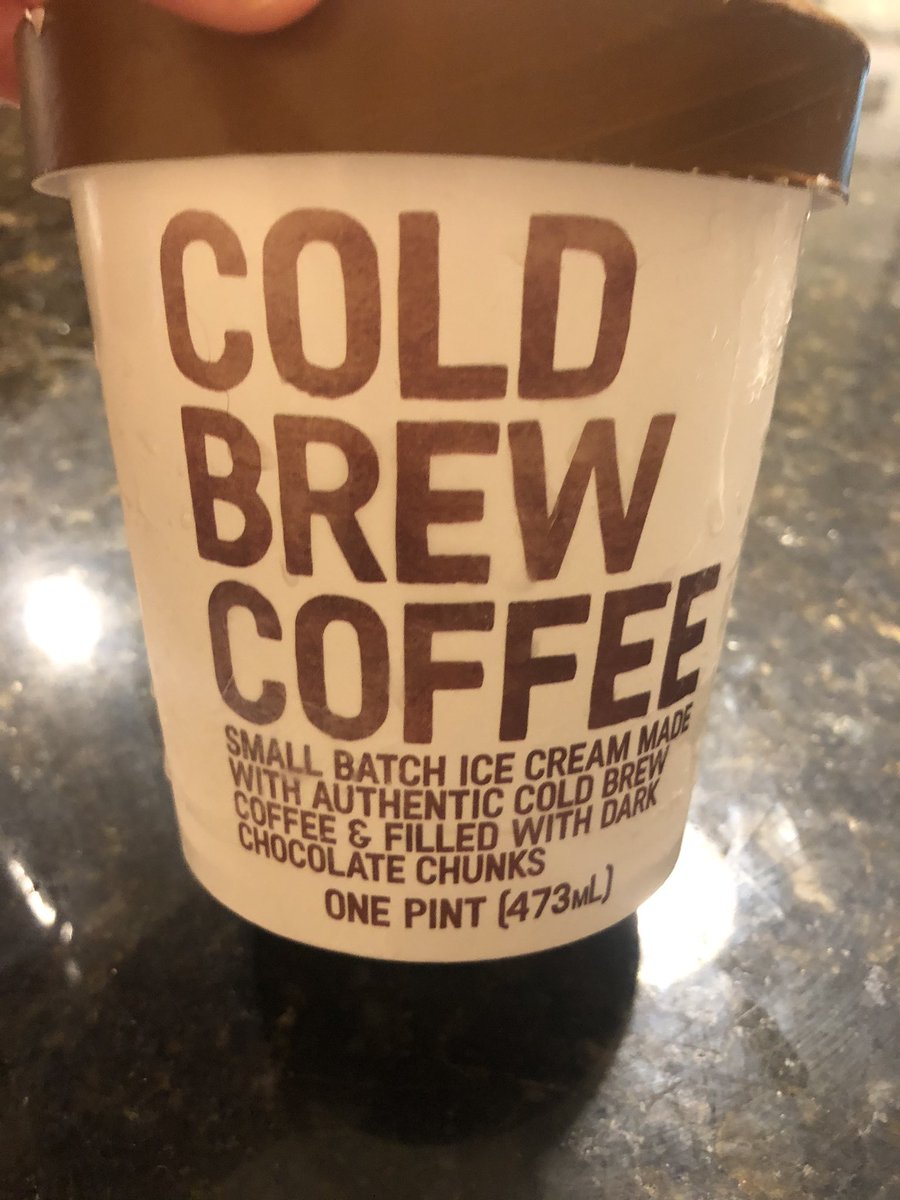 COLD
BREW
COFFEE
SMALL BATCH ICE CREAM MADE
WITH AUTHENTIC COLD BREW
COFFEE & FILLED WITH DARK
CHOCOLATE CHUNKS
ONE PINT (473mL)